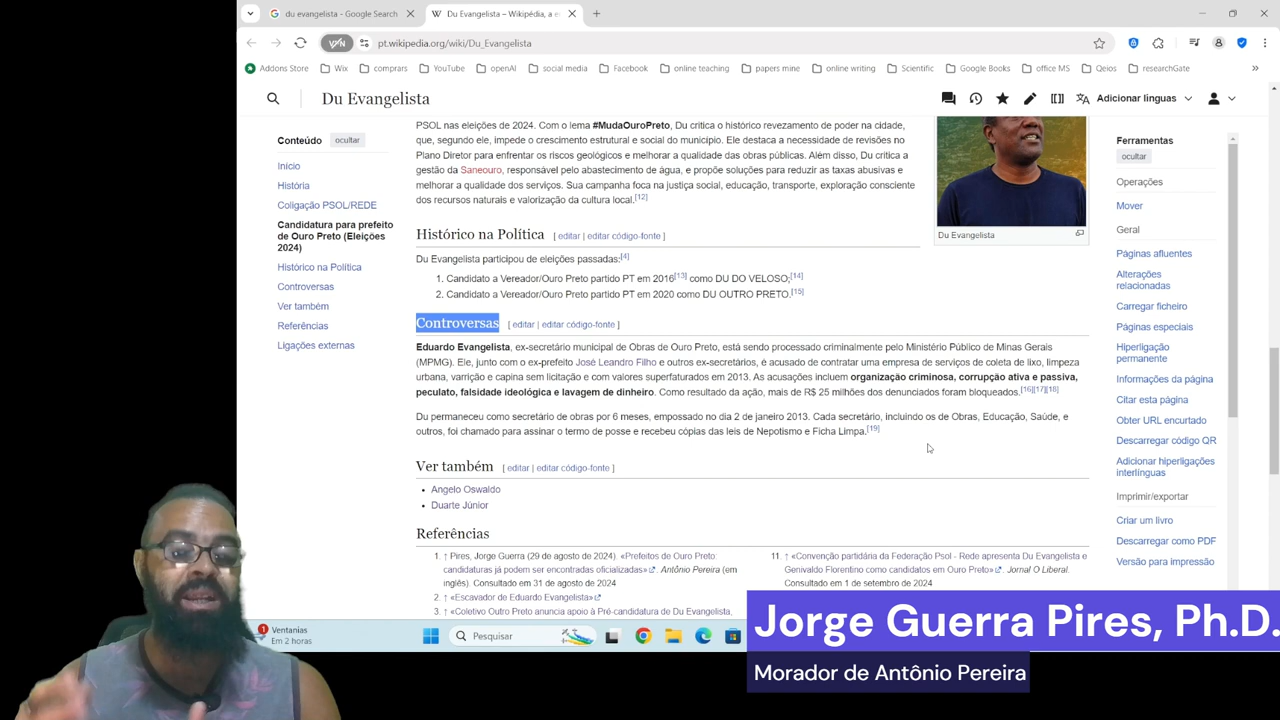 du evangelista - Google Search
Du Evangelista – Wikipédia, a e
VPN
pt.wikipedia.org/wiki/Du_Evangelista
Addons Store
Wix
comprars
YouTube
openAI
social media
Facebook
online teaching
papers mine
online writing
Scientific
Google Books
office MS
Qeios
researchGate
Du Evangelista
Adicionar línguas
Conteúdo
ocultar
Início
História
Coligação PSOL/REDE
Candidatura para prefeito
de Ouro Preto (Eleições
2024)
Histórico na Política
Controversas
Ver também
Referências
Ligações externas
PSOL nas eleições de 2024. Com o lema #MudaOuroPreto, Du critica o histórico revezamento de poder na cidade,
que, segundo ele, impede o crescimento estrutural e social do município. Ele destaca a necessidade de revisões no
Plano Diretor para enfrentar os riscos geológicos e melhorar a qualidade das obras públicas. Além disso, Du critica a
gestão da Saneouro, responsável pelo abastecimento de água, e propõe soluções para reduzir as taxas abusivas e
melhorar a qualidade dos serviços. Sua campanha foca na justiça social, educação, transporte, exploração consciente
dos recursos naturais e valorização da cultura local.[12]
Du Evangelista
Histórico na Política [ editar | editar código-fonte ]
Du Evangelista participou de eleições passadas:[4]
1. Candidato a Vereador/Ouro Preto partido PT em 2016[13] como DU DO VELOSO;[14]
2. Candidato a Vereador/Ouro Preto partido PT em 2020 como DU OUTRO PRETO.[15]
Controversas [ editar | editar código-fonte ]
Eduardo Evangelista, ex-secretário municipal de Obras de Ouro Preto, está sendo processado criminalmente pelo Ministério Público de Minas Gerais
(MPMG). Ele, junto com o ex-prefeito José Leandro Filho e outros ex-secretários, é acusado de contratar uma empresa de serviços de coleta de lixo, limpeza
urbana, varrição e capina sem licitação e com valores superfaturados em 2013. As acusações incluem organização criminosa, corrupção ativa e passiva,
peculato, falsidade ideológica e lavagem de dinheiro. Como resultado da ação, mais de R$ 25 milhões dos denunciados foram bloqueados.[16][17][18]
Du permaneceu como secretário de obras por 6 meses, empossado no dia 2 de janeiro 2013. Cada secretário, incluindo os de Obras, Educação, Saúde, e
outros, foi chamado para assinar o termo de posse e recebeu cópias das leis de Nepotismo e Ficha Limpa.[19]
Ver também [ editar | editar código-fonte ]
Angelo Oswaldo
Duarte Júnior
Referências
1. ↑ Pires, Jorge Guerra (29 de agosto de 2024). «Prefeitos de Ouro Preto:
candidaturas já podem ser encontradas oficializadas». Antônio Pereira (em
inglês). Consultado em 31 de agosto de 2024
2. ↑ «Escavador de Eduardo Evangelista»
3. ↑ «Coletivo Outro Preto anuncia apoio à Pré-candidatura de Du Evangelista,
11. ↑ «Convenção partidária da Federação Psol - Rede apresenta Du Evangelista e
Genivaldo Florentino como candidatos em Ouro Preto». Jornal O Liberal.
Consultado em 1 de setembro de 2024
Ferramentas
ocultar
Operações
Mover
Geral
Páginas afluentes
Alterações
relacionadas
Carregar ficheiro
Páginas especiais
Hiperligação
permanente
Informações da página
Citar esta página
Obter URL encurtado
Descarregar código QR
Adicionar hiperligações
interlínguas
Imprimir/exportar
Criar um livro
Descarregar como PDF
Versão para impressão
1
Ventanias
Em 2 horas
Pesquisar
Jorge Guerra Pires, Ph.D.
Morador de Antônio Pereira